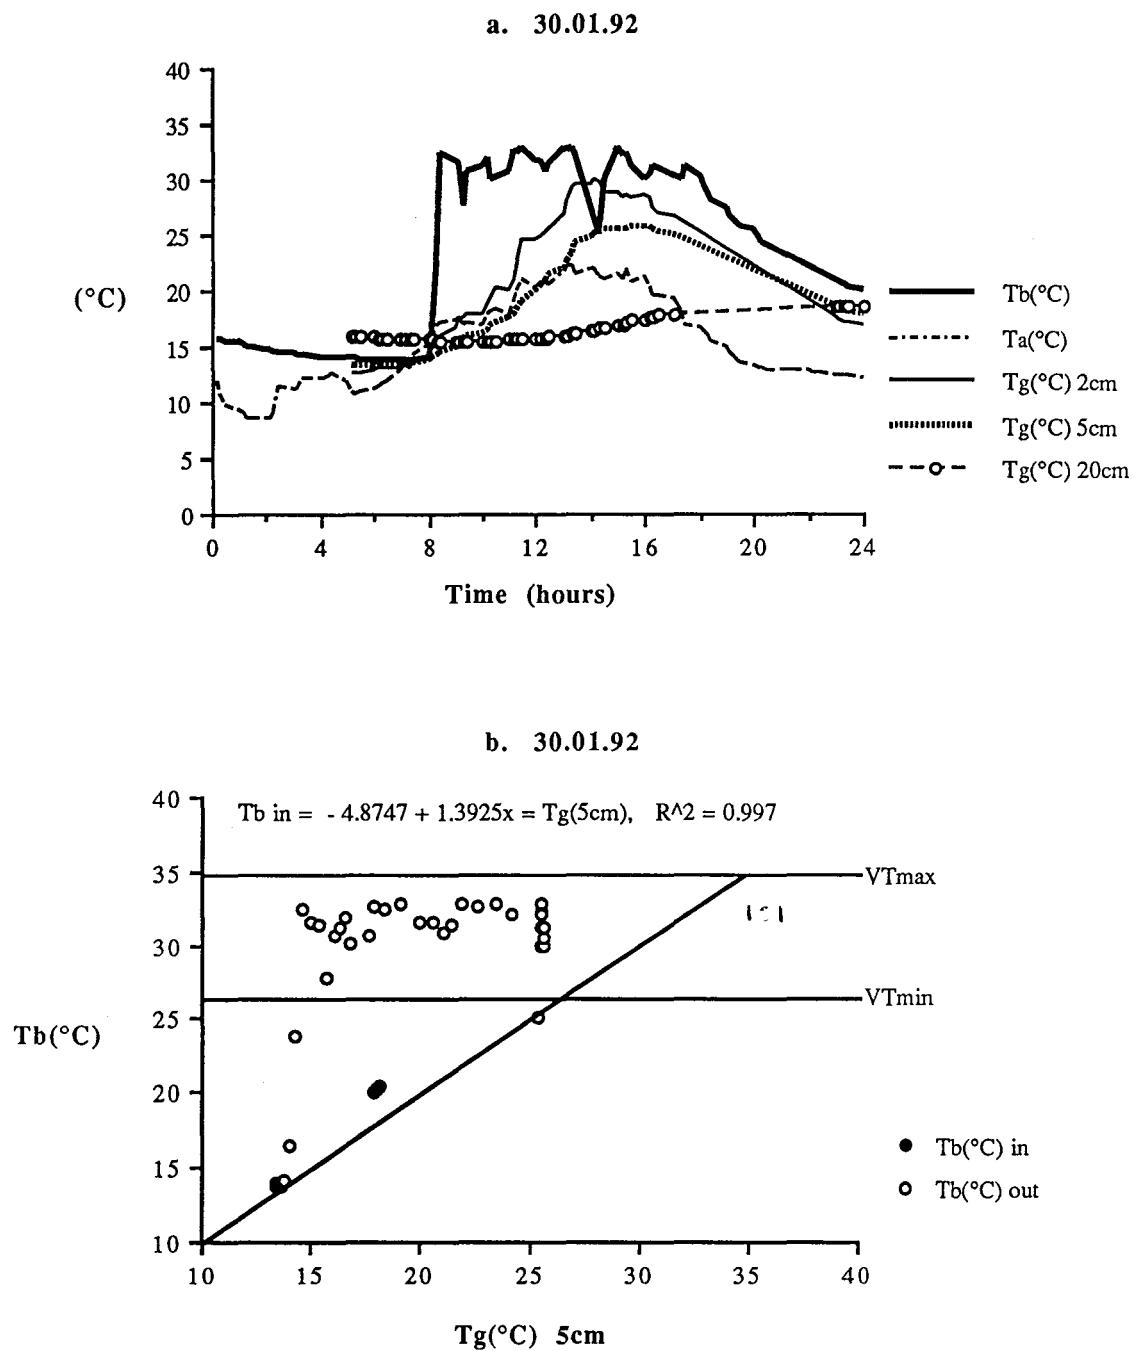 a. 30.01.92
40
35
30
25
20
15
10
5
0
(°C)
0 4 8 12 16 20 24
Time (hours)
Tb(°C)
Ta(°C)
Tg(°C) 2cm
Tg(°C) 5cm
Tg(°C) 20cm
b. 30.01.92
Tb in = - 4.8747 + 1.3925x = Tg(5cm), R^2 = 0.997
40
35
30
25
20
15
10
Tb(°C)
VTmax
VTmin
Tb(°C) in
Tb(°C) out
10 15 20 25 30 35 40
Tg(°C) 5cm